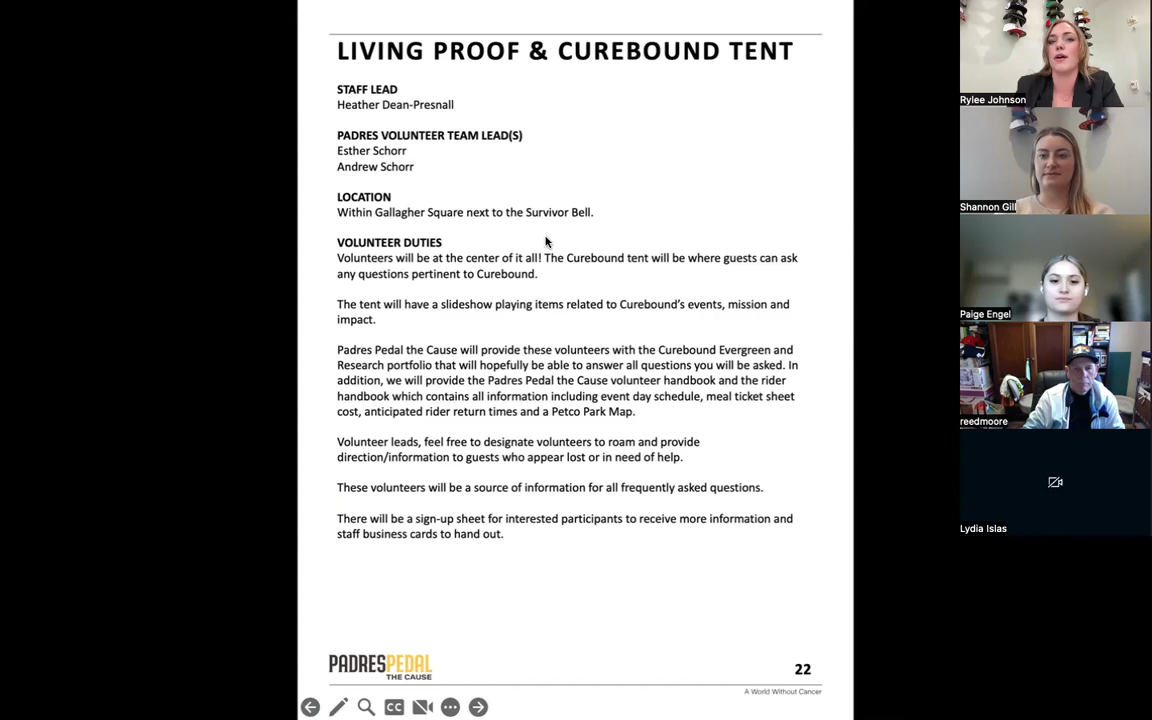 LIVING PROOF & CUREBOUND TENT
STAFF LEAD
Heather Dean-Presnall
PADRES VOLUNTEER TEAM LEAD(S)
Esther Schorr
Andrew Schorr
LOCATION
Within Gallagher Square next to the Survivor Bell.
VOLUNTEER DUTIES
Volunteers will be at the center of it all! The Curebound tent will be where guests can ask
any questions pertinent to Curebound.
The tent will have a slideshow playing items related to Curebound's events, mission and
impact.
Padres Pedal the Cause will provide these volunteers with the Curebound Evergreen and
Research portfolio that will hopefully be able to answer all questions you will be asked. In
addition, we will provide the Padres Pedal the Cause volunteer handbook and the rider
handbook which contains all information including event day schedule, meal ticket sheet
cost, anticipated rider return times and a Petco Park Map.
Volunteer leads, feel free to designate volunteers to roam and provide
direction/information to guests who appear lost or in need of help.
These volunteers will be a source of information for all frequently asked questions.
There will be a sign-up sheet for interested participants to receive more information and
staff business cards to hand out.
PADRESPEDAL
THE CAUSE
22
A World Without Cancer
CC
Rylee Johnson
Shannon Gill
Paige Engel
reedmoore
Lydia Islas